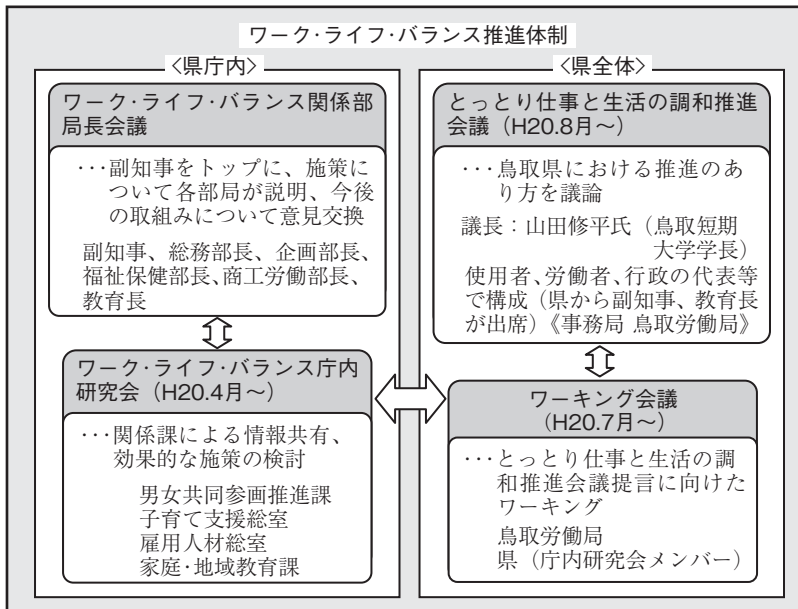 ワーク・ライフ・バランス推進体制
〈県庁内〉
ワーク・ライフ・バランス関係部
局長会議
・・・副知事をトップに、施策に
ついて各部局が説明、今後
の取組みについて意見交換
副知事、総務部長、企画部長、
福祉保健部長、商工労働部長、
教育長
ワーク・ライフ・バランス庁内
研究会（H20.4月～）
・・・関係課による情報共有、
効果的な施策の検討
男女共同参画推進課
子育て支援総室
雇用人材総室
家庭・地域教育課
〈県全体〉
とっとり仕事と生活の調和推進
会議（H20.8月～）
・・・鳥取県における推進のあ
り方を議論
議長：山田修平氏（鳥取短期
大学学長）
使用者、労働者、行政の代表等
で構成（県から副知事、教育長
が出席）《事務局 鳥取労働局》
ワーキング会議
（H20.7月～）
・・・とっとり仕事と生活の調
和推進会議提言に向けた
ワーキング
鳥取労働局
県（庁内研究会メンバー）